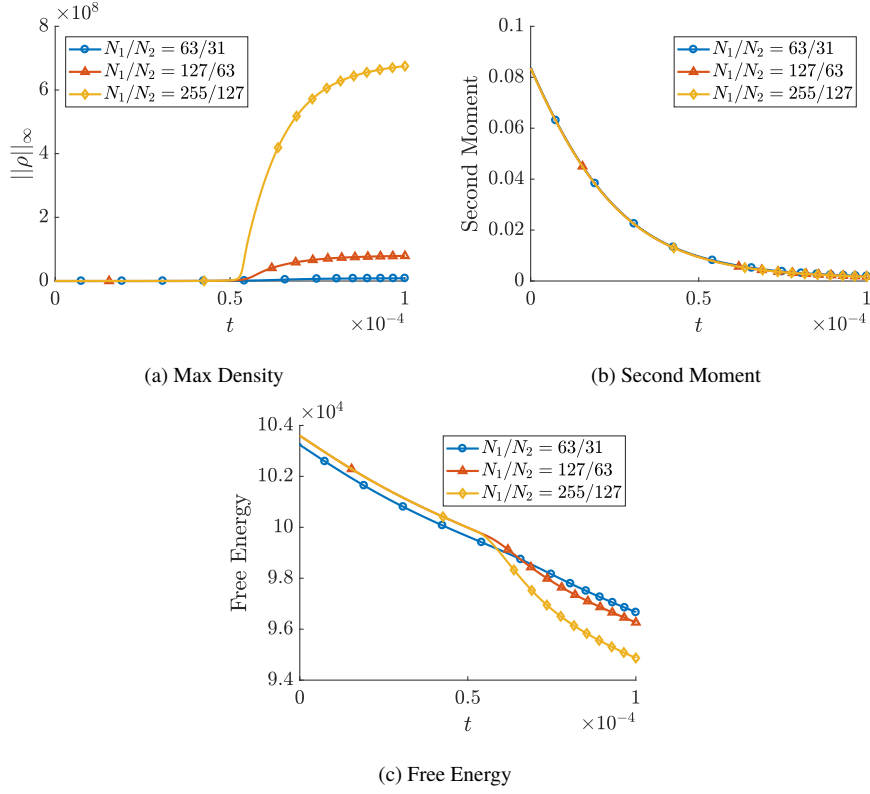 ×10⁸
8
6
4
2
0
||ρ||∞
N₁/N₂ = 63/31
N₁/N₂ = 127/63
N₁/N₂ = 255/127
0
0.5
1
t
×10⁻⁴
(a) Max Density
0.1
0.08
0.06
0.04
0.02
0
Second Moment
N₁/N₂ = 63/31
N₁/N₂ = 127/63
N₁/N₂ = 255/127
0
0.5
1
t
×10⁻⁴
(b) Second Moment
×10⁴
10.4
10.2
10
9.8
9.6
9.4
Free Energy
N₁/N₂ = 63/31
N₁/N₂ = 127/63
N₁/N₂ = 255/127
0
0.5
1
t
×10⁻⁴
(c) Free Energy